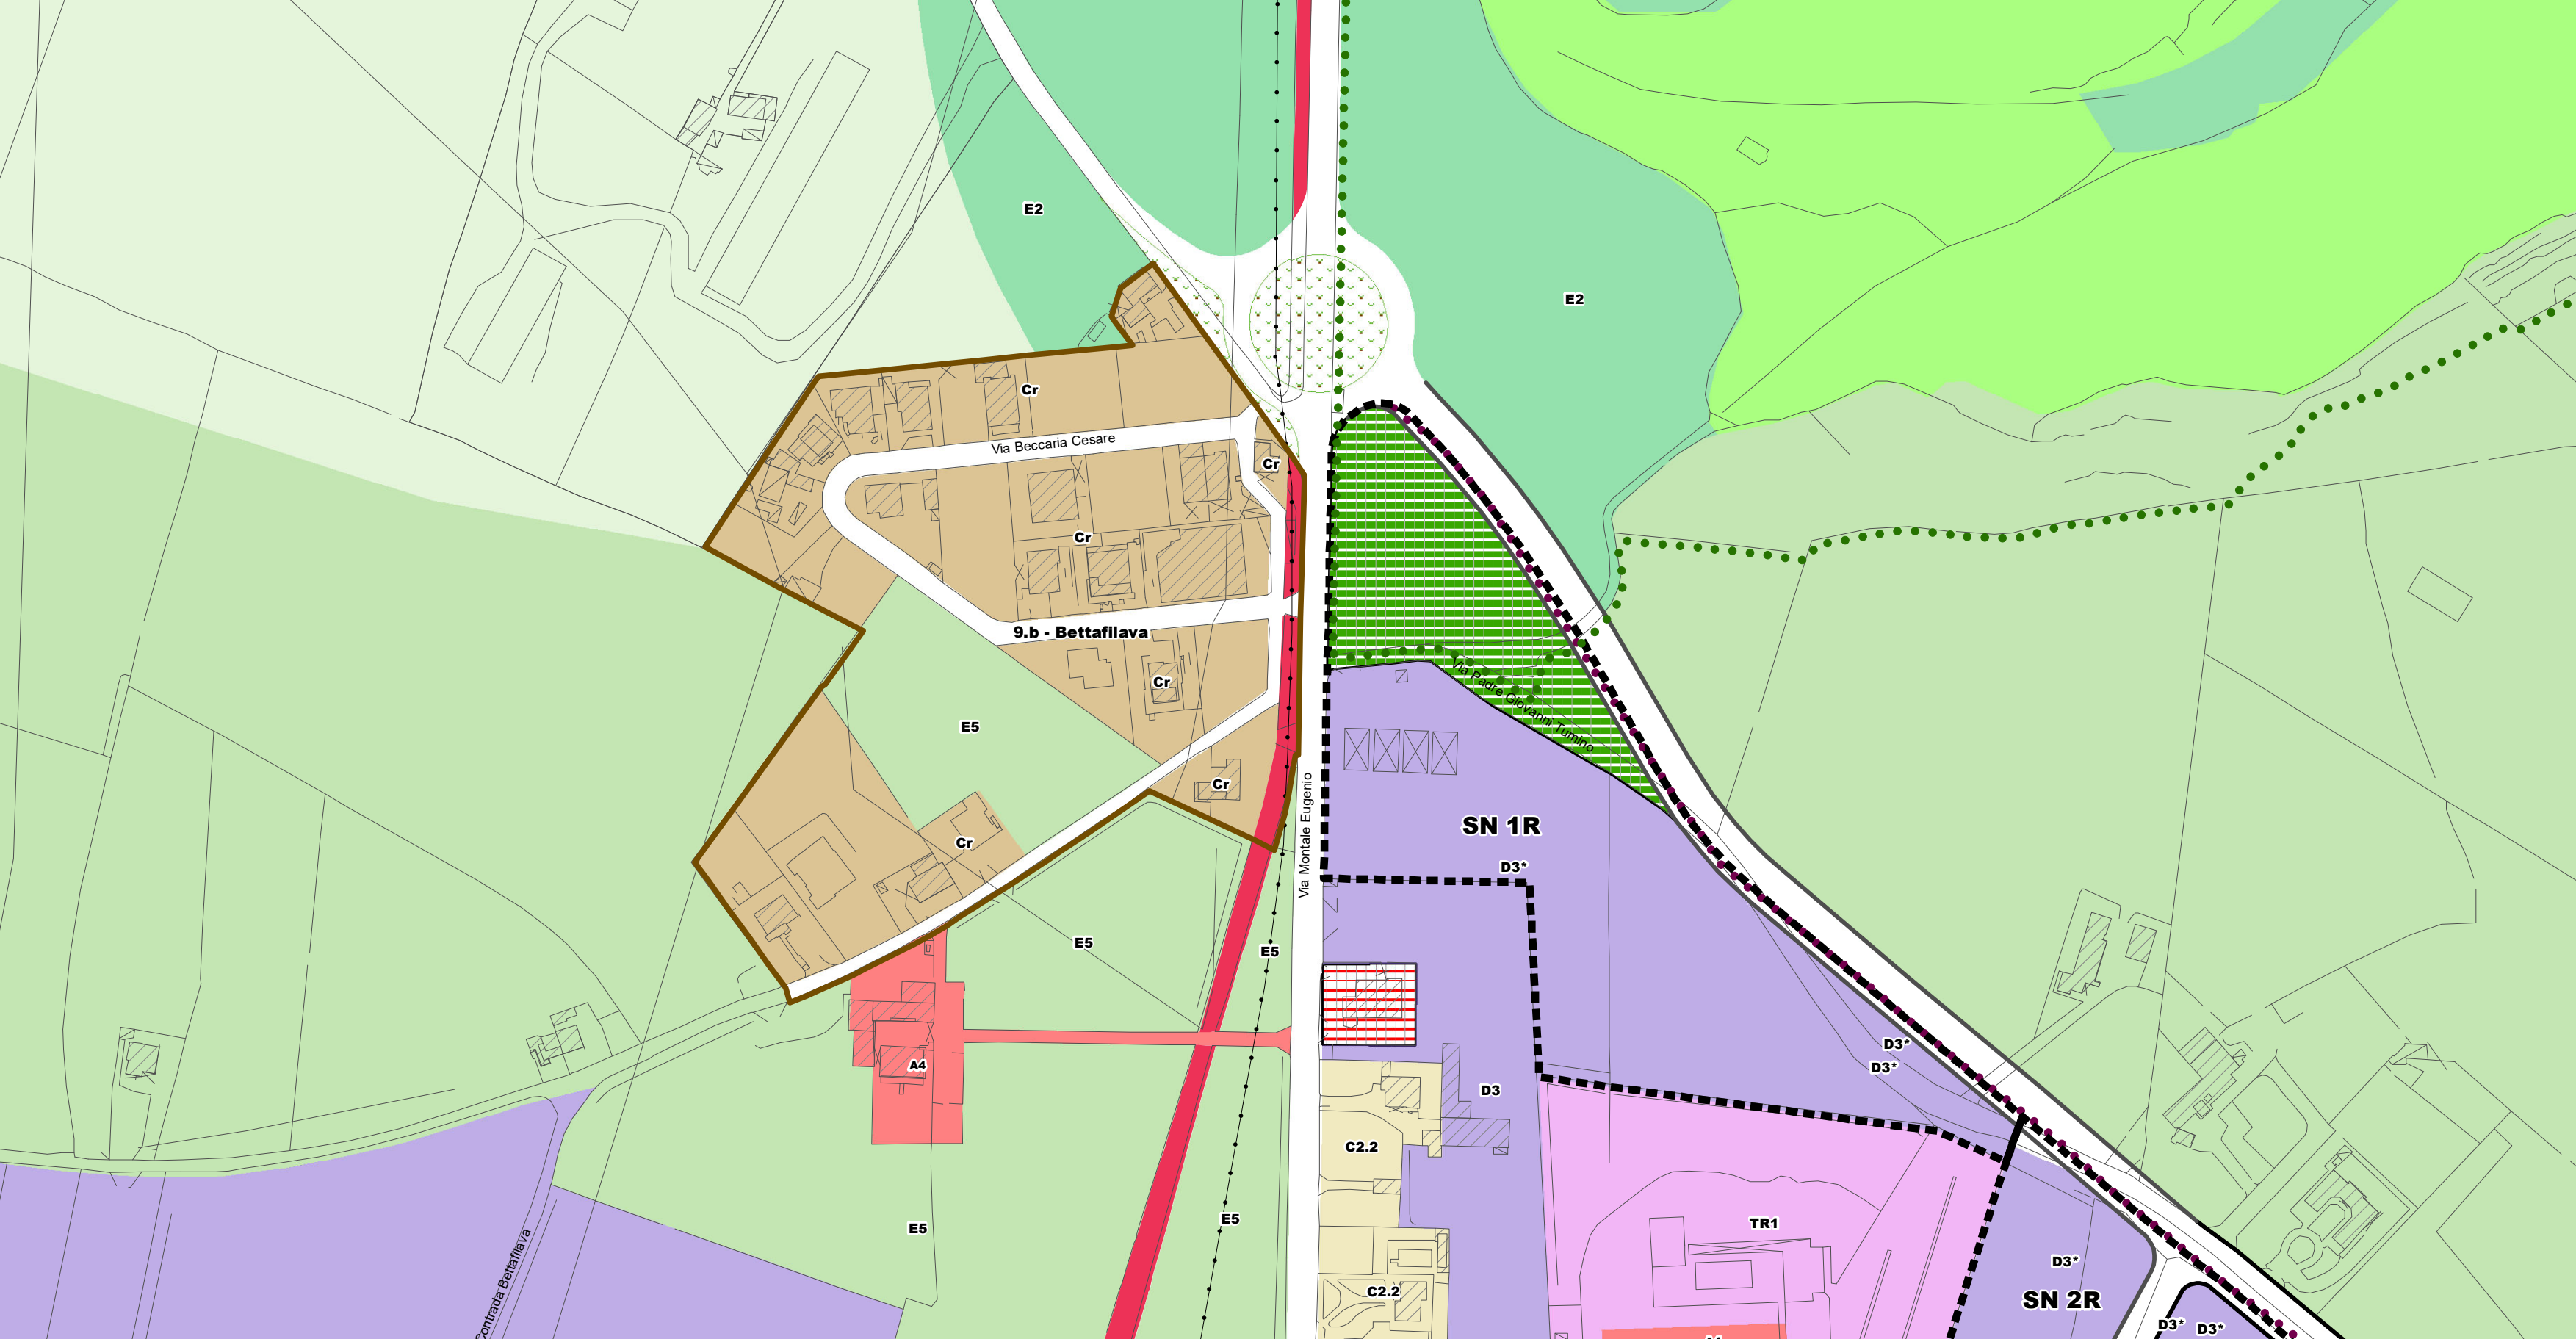 E2
E2
Cr
Via Beccaria Cesare
Cr
Cr
9.b - Bettafilava
Cr
Via Padre Giovanni Tumino
E5
Cr
Via Montale Eugenio
SN 1R
Cr
D3*
E5
E5
D3*
A4
D3*
D3
C2.2
E5
E5
TR1
Contrada Bettafilava
D3*
C2.2
SN 2R
D3*
D3*